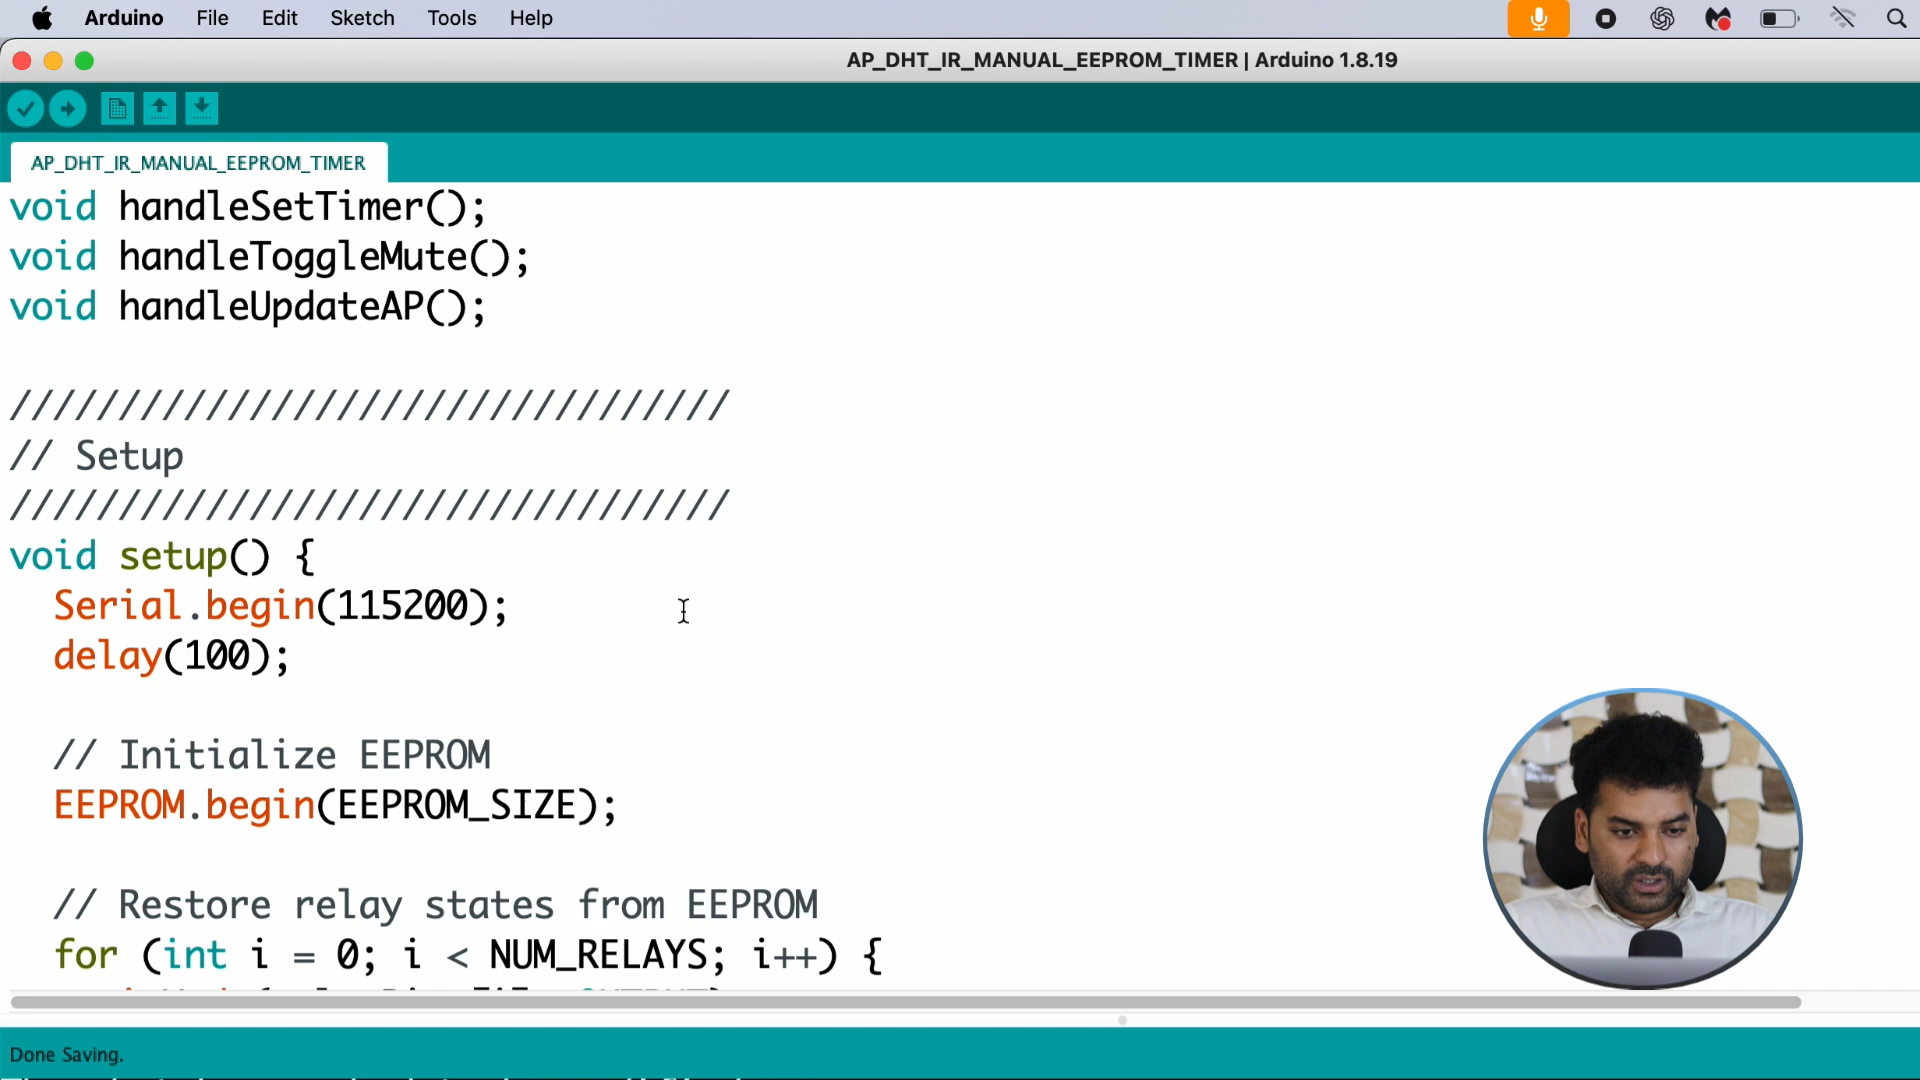 Arduino File Edit Sketch Tools Help
AP_DHT_IR_MANUAL_EEPROM_TIMER | Arduino 1.8.19
AP_DHT_IR_MANUAL_EEPROM_TIMER
void handleSetTimer();
void handleToggleMute();
void handleUpdateAP();
/////////////////////////////////
// Setup
/////////////////////////////////
void setup() {
Serial.begin(115200);
delay(100);
// Initialize EEPROM
EEPROM.begin(EEPROM_SIZE);
// Restore relay states from EEPROM
for (int i = 0; i < NUM_RELAYS; i++) {
Done Saving.